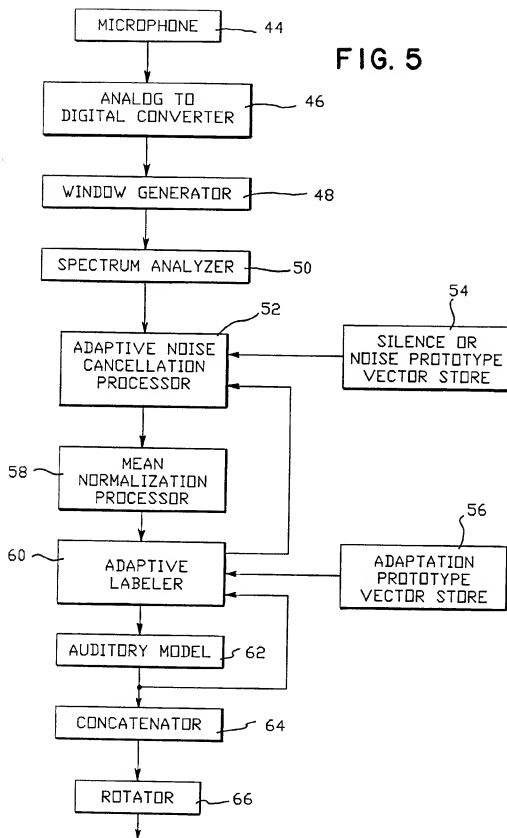 MICROPHONE
44
FIG. 5
ANALOG TO
DIGITAL CONVERTER
46
WINDOW GENERATOR
48
SPECTRUM ANALYZER
50
52
54
ADAPTIVE NOISE
CANCELLATION
PROCESSOR
SILENCE OR
NOISE PROTOTYPE
VECTOR STORE
58
MEAN
NORMALIZATION
PROCESSOR
56
60
ADAPTIVE
LABELER
ADAPTATION
PROTOTYPE
VECTOR STORE
AUDITORY MODEL
62
CONCATENATOR
64
ROTATOR
66